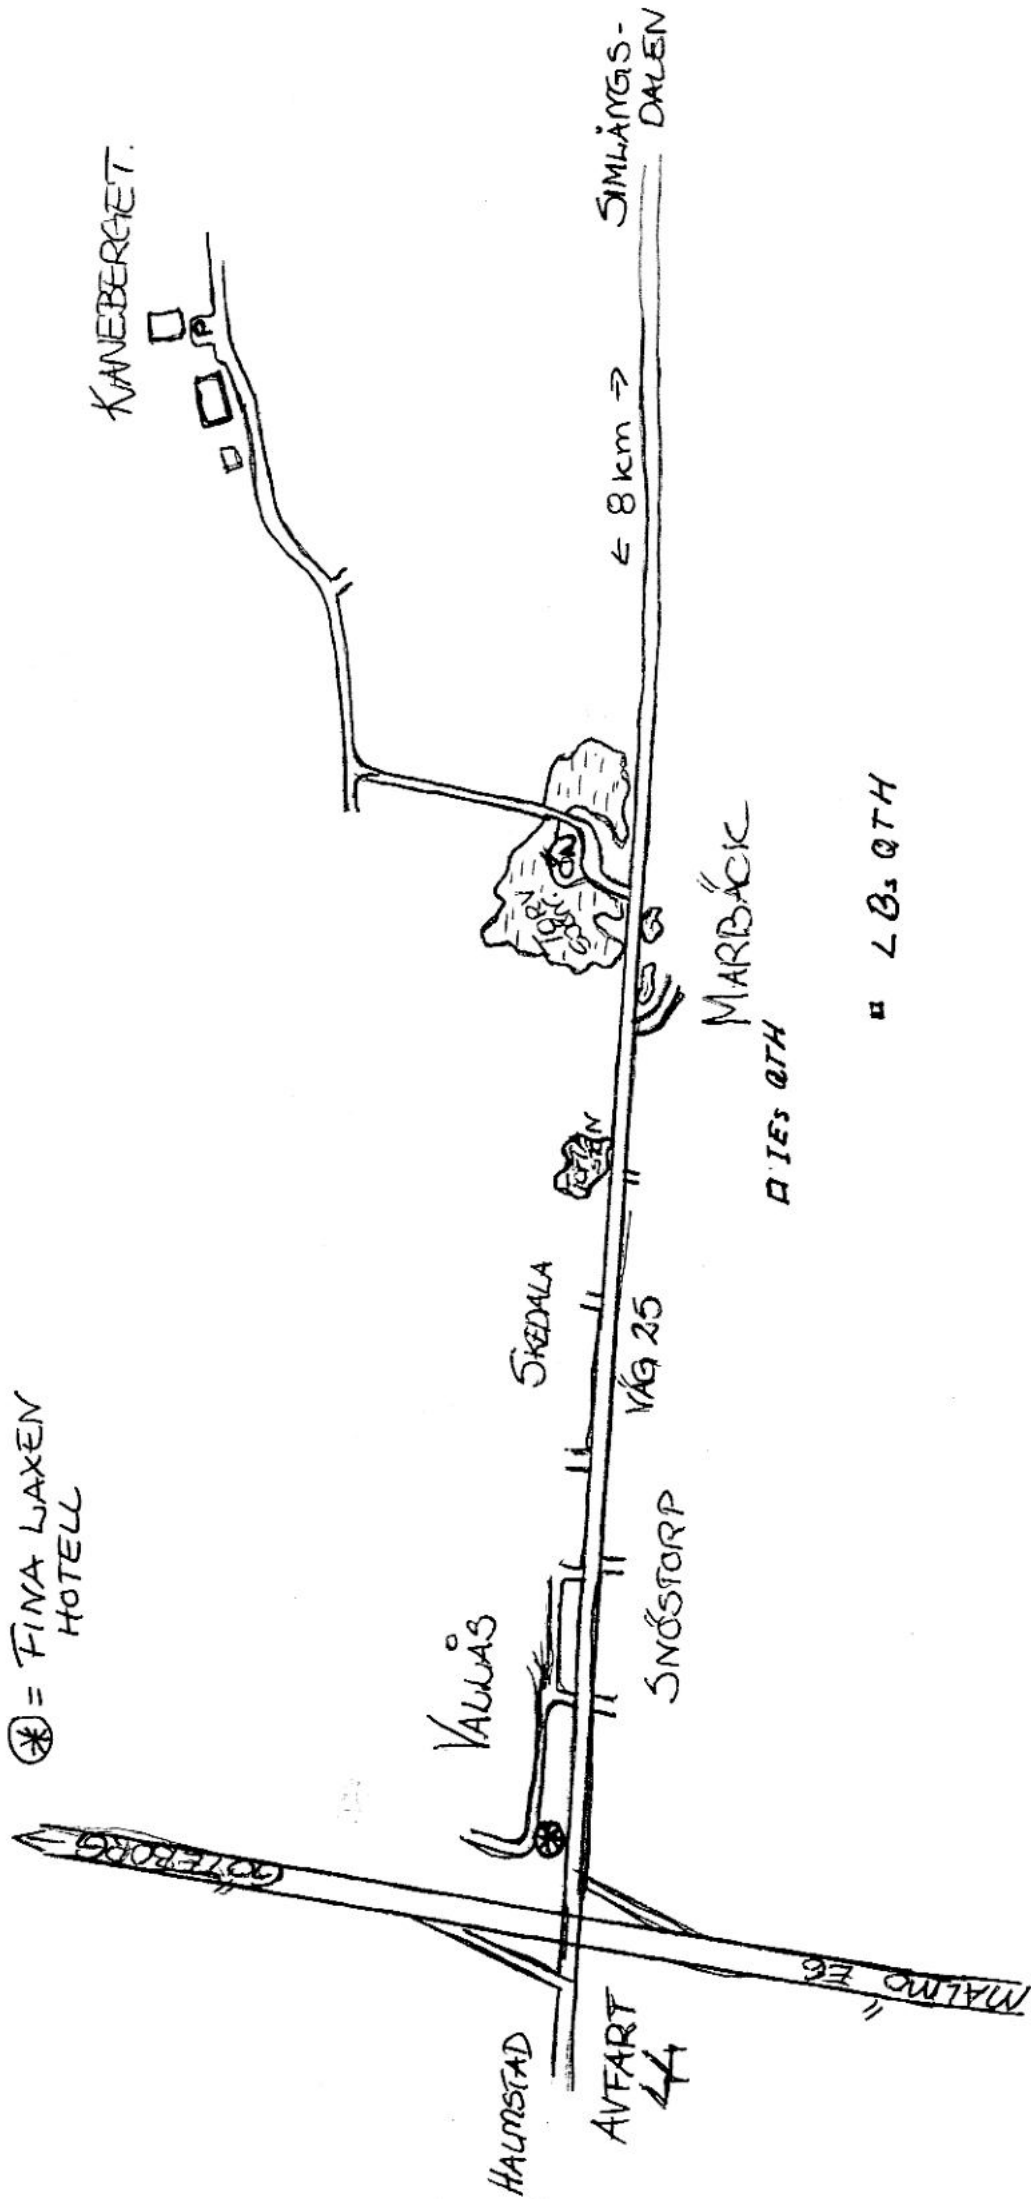 = FINA LAXEN
HOTELL
KANEBERGET.
GÖTEBORG
VALLÅS
SKEDALA
SIMLÅNGS-
DALEN
← 8 km →
P
HALMSTAD
AVFART
44
VÄG 25
SNÖSTORP
MARBÄCK
IEs QTH
LBs QTH
MALMÖ E6